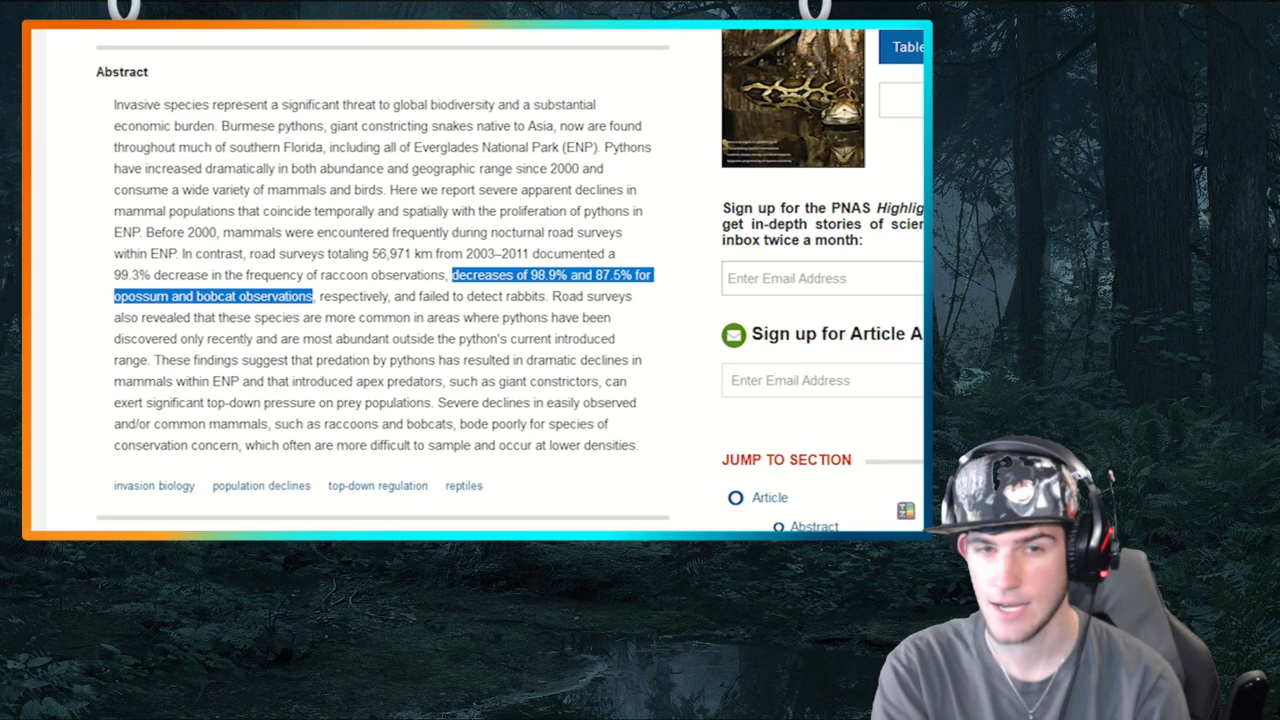 Abstract
Invasive species represent a significant threat to global biodiversity and a substantial
economic burden. Burmese pythons, giant constricting snakes native to Asia, now are found
throughout much of southern Florida, including all of Everglades National Park (ENP). Pythons
have increased dramatically in both abundance and geographic range since 2000 and
consume a wide variety of mammals and birds. Here we report severe apparent declines in
mammal populations that coincide temporally and spatially with the proliferation of pythons in
ENP. Before 2000, mammals were encountered frequently during nocturnal road surveys
within ENP. In contrast, road surveys totaling 56,971 km from 2003–2011 documented a
99.3% decrease in the frequency of raccoon observations, decreases of 98.9% and 87.5% for
opossum and bobcat observations, respectively, and failed to detect rabbits. Road surveys
also revealed that these species are more common in areas where pythons have been
discovered only recently and are most abundant outside the python's current introduced
range. These findings suggest that predation by pythons has resulted in dramatic declines in
mammals within ENP and that introduced apex predators, such as giant constrictors, can
exert significant top-down pressure on prey populations. Severe declines in easily observed
and/or common mammals, such as raccoons and bobcats, bode poorly for species of
conservation concern, which often are more difficult to sample and occur at lower densities.
invasion biology population declines top-down regulation reptiles
Table
Sign up for the PNAS Highlig
get in-depth stories of scien
inbox twice a month:
Enter Email Address
Sign up for Article A
Enter Email Address
JUMP TO SECTION
Article
Abstract